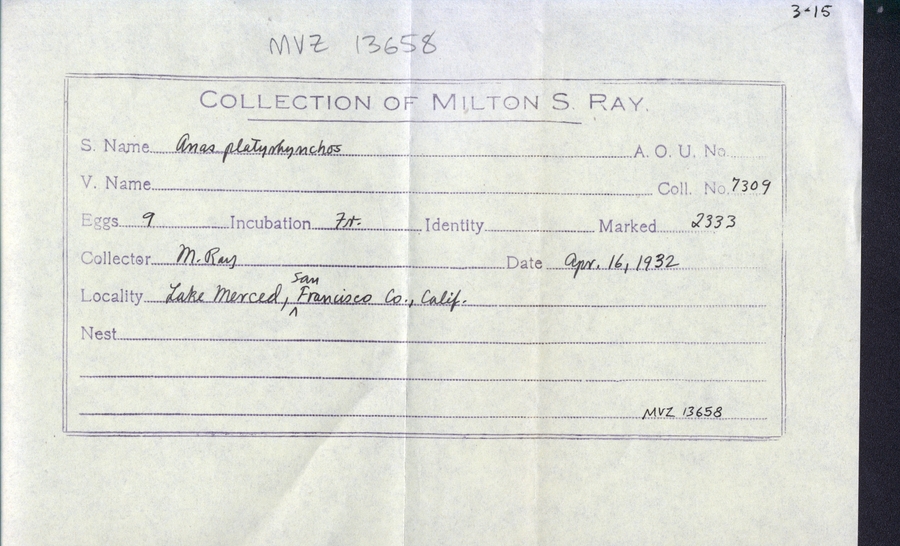 3-15
MVZ 13658
COLLECTION OF MILTON S. RAY.
S. Name Anas platyrhynchos A. O. U. No.
V. Name Coll. No. 7309
Eggs 9 Incubation Identity Marked 2333
Collector M. Ray Date Apr. 16, 1932
San
Locality Lake Merced, ^ Francisco Co., Calif.
Nest
MVZ 13658